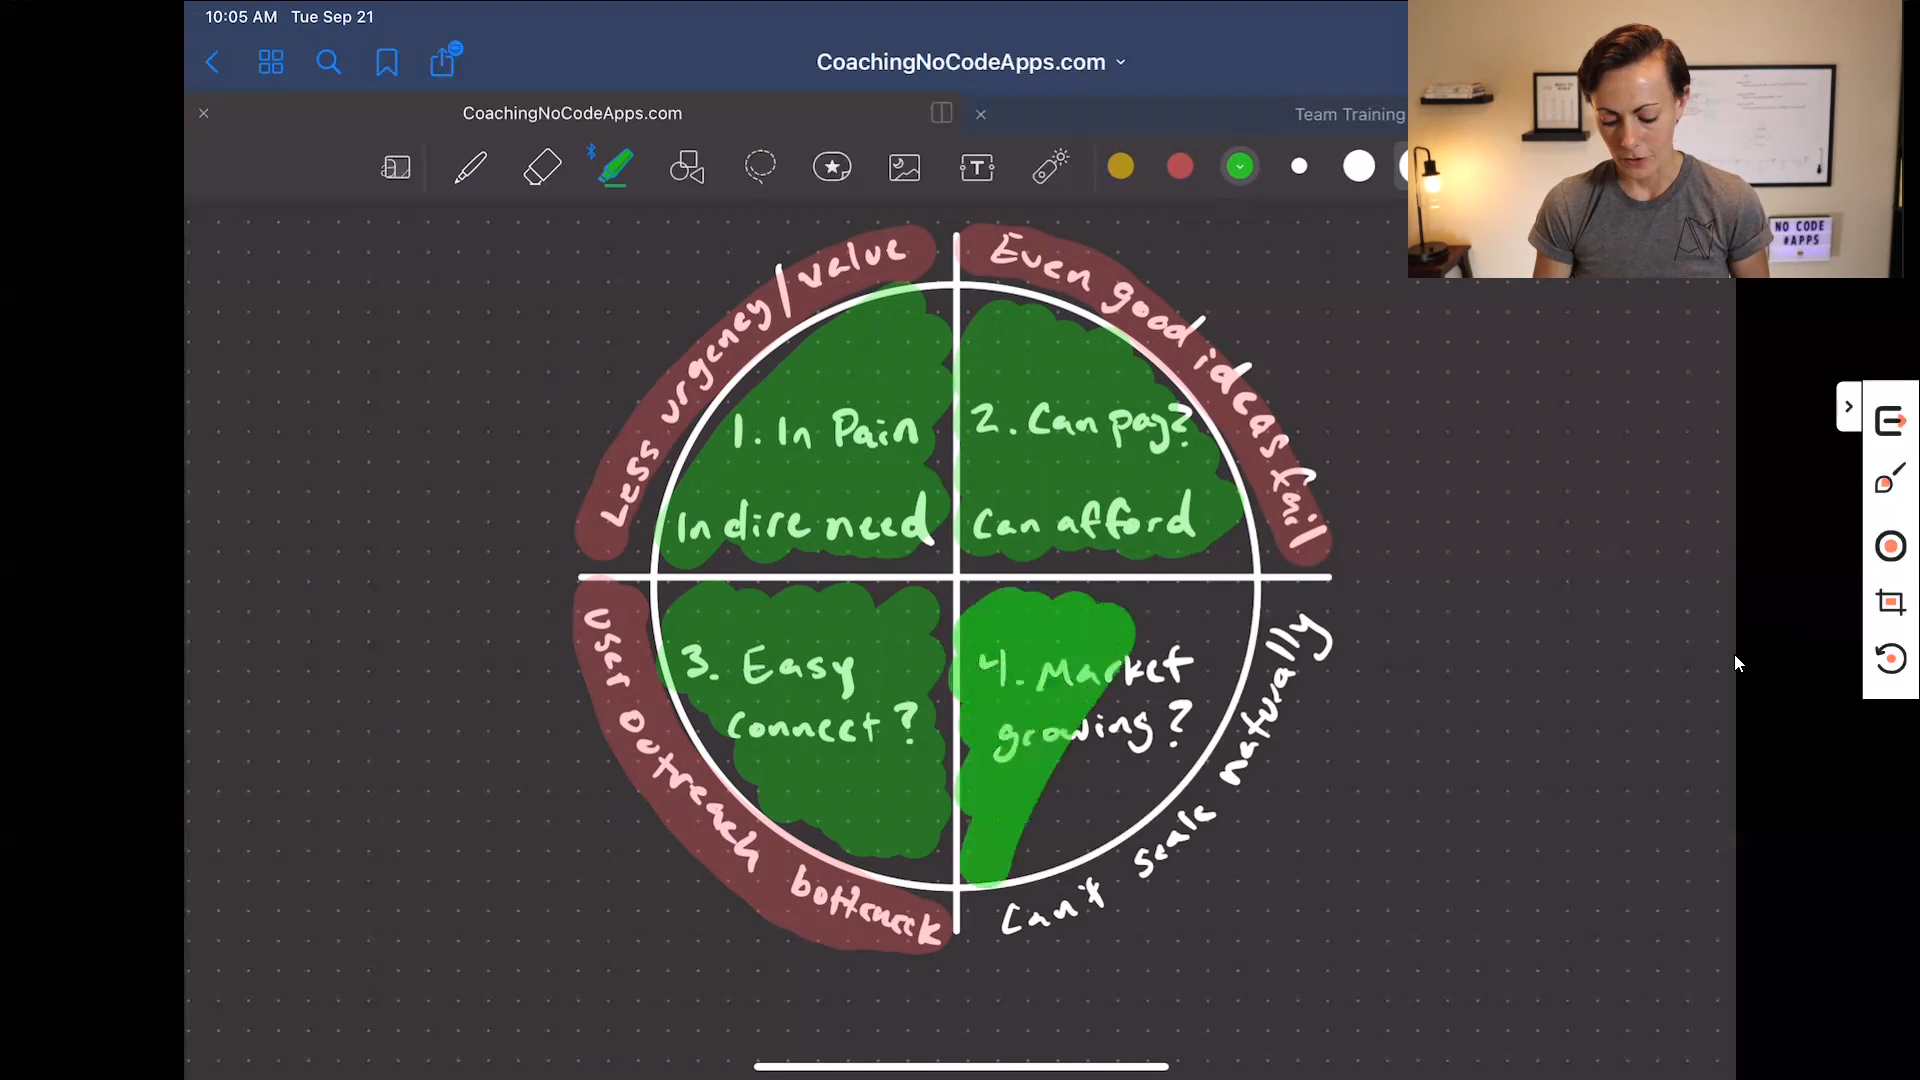 10:05 AM Tue Sep 21
CoachingNoCodeApps.com
CoachingNoCodeApps.com
Team Training
NO CODE
#APPS
Less urgency/value
Even good ideas fail
1. In Pain
In dire need
2. Can pay?
Can afford
3. Easy
connect?
4. Market
growing?
User Outreach bottleneck
Can't scale naturally